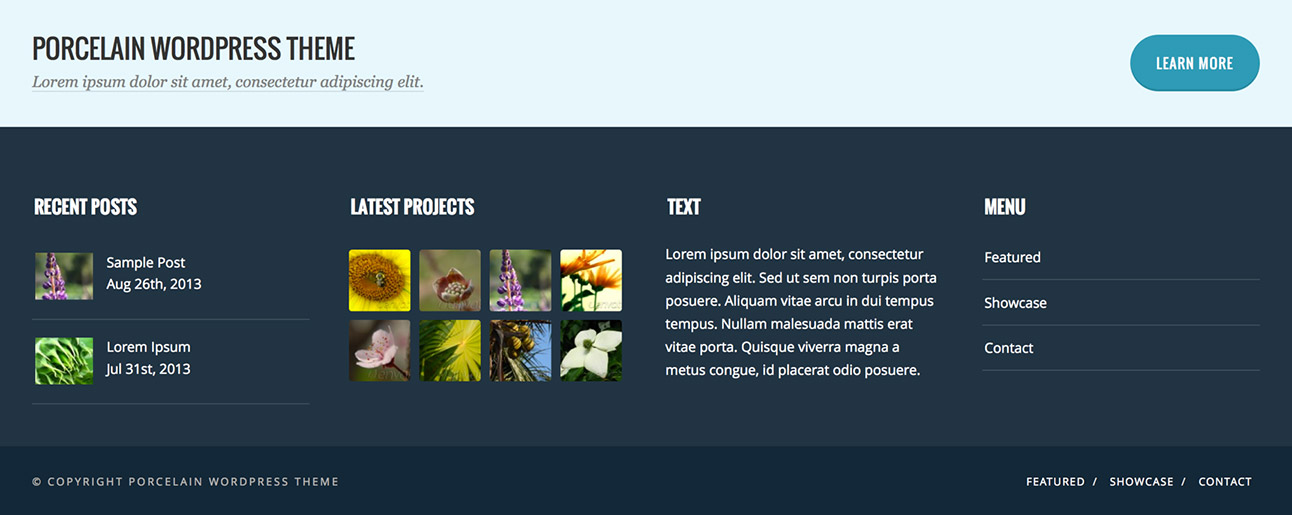 PORCELAIN WORDPRESS THEME
Lorem ipsum dolor sit amet, consectetur adipiscing elit.
LEARN MORE
RECENT POSTS
Sample Post
Aug 26th, 2013
Lorem Ipsum
Jul 31st, 2013
LATEST PROJECTS
TEXT
Lorem ipsum dolor sit amet, consectetur
adipiscing elit. Sed ut sem non turpis porta
posuere. Aliquam vitae arcu in dui tempus
tempus. Nullam malesuada mattis erat
vitae porta. Quisque viverra magna a
metus congue, id placerat odio posuere.
MENU
Featured
Showcase
Contact
© COPYRIGHT PORCELAIN WORDPRESS THEME
FEATURED / SHOWCASE / CONTACT